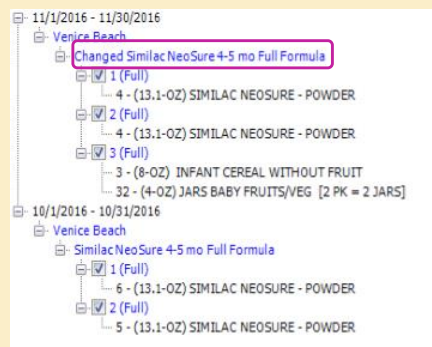 11/1/2016 - 11/30/2016
Venice Beach
Changed Similac NeoSure 4-5 mo Full Formula
1 (Full)
4 - (13.1-OZ) SIMILAC NEOSURE - POWDER
2 (Full)
4 - (13.1-OZ) SIMILAC NEOSURE - POWDER
3 (Full)
3 - (8-OZ) INFANT CEREAL WITHOUT FRUIT
32 - (4-OZ) JARS BABY FRUITS/VEG [2 PK = 2 JARS]
10/1/2016 - 10/31/2016
Venice Beach
Similac NeoSure 4-5 mo Full Formula
1 (Full)
6 - (13.1-OZ) SIMILAC NEOSURE - POWDER
2 (Full)
5 - (13.1-OZ) SIMILAC NEOSURE - POWDER